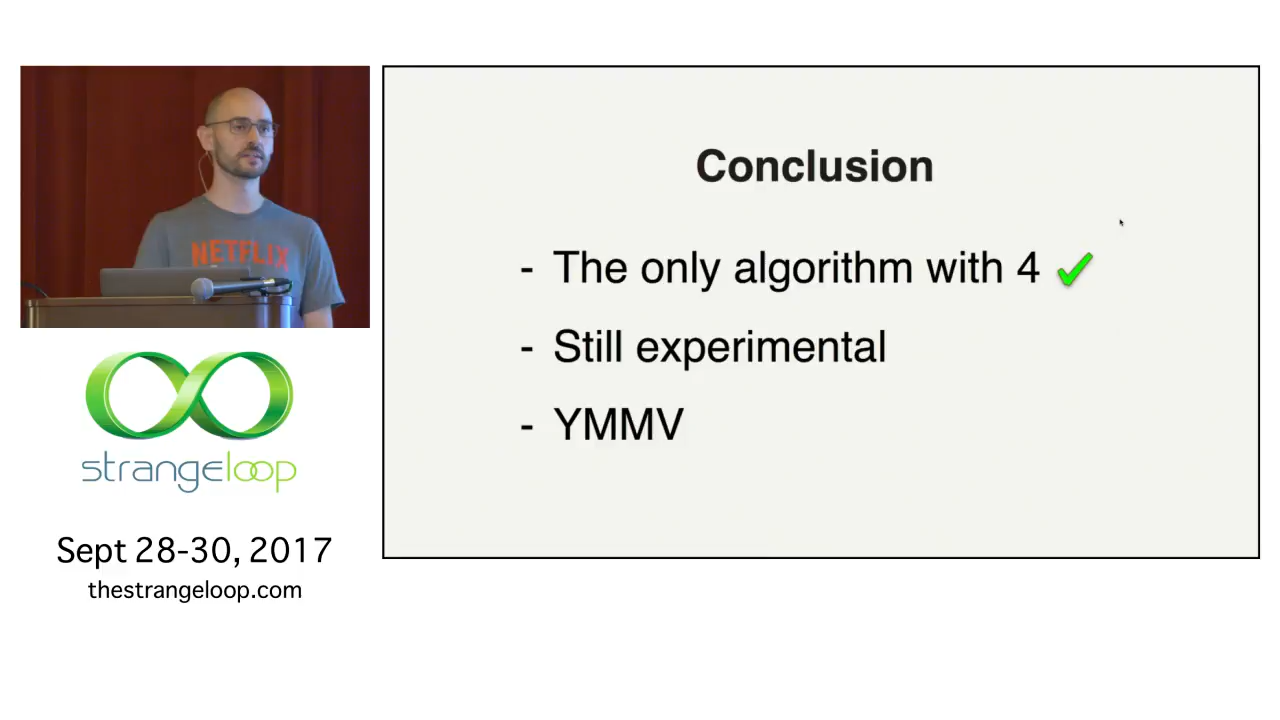 NETFLIX
strangeloop
Sept 28-30, 2017
thestrangeloop.com
Conclusion
- The only algorithm with 4 ✓
- Still experimental
- YMMV